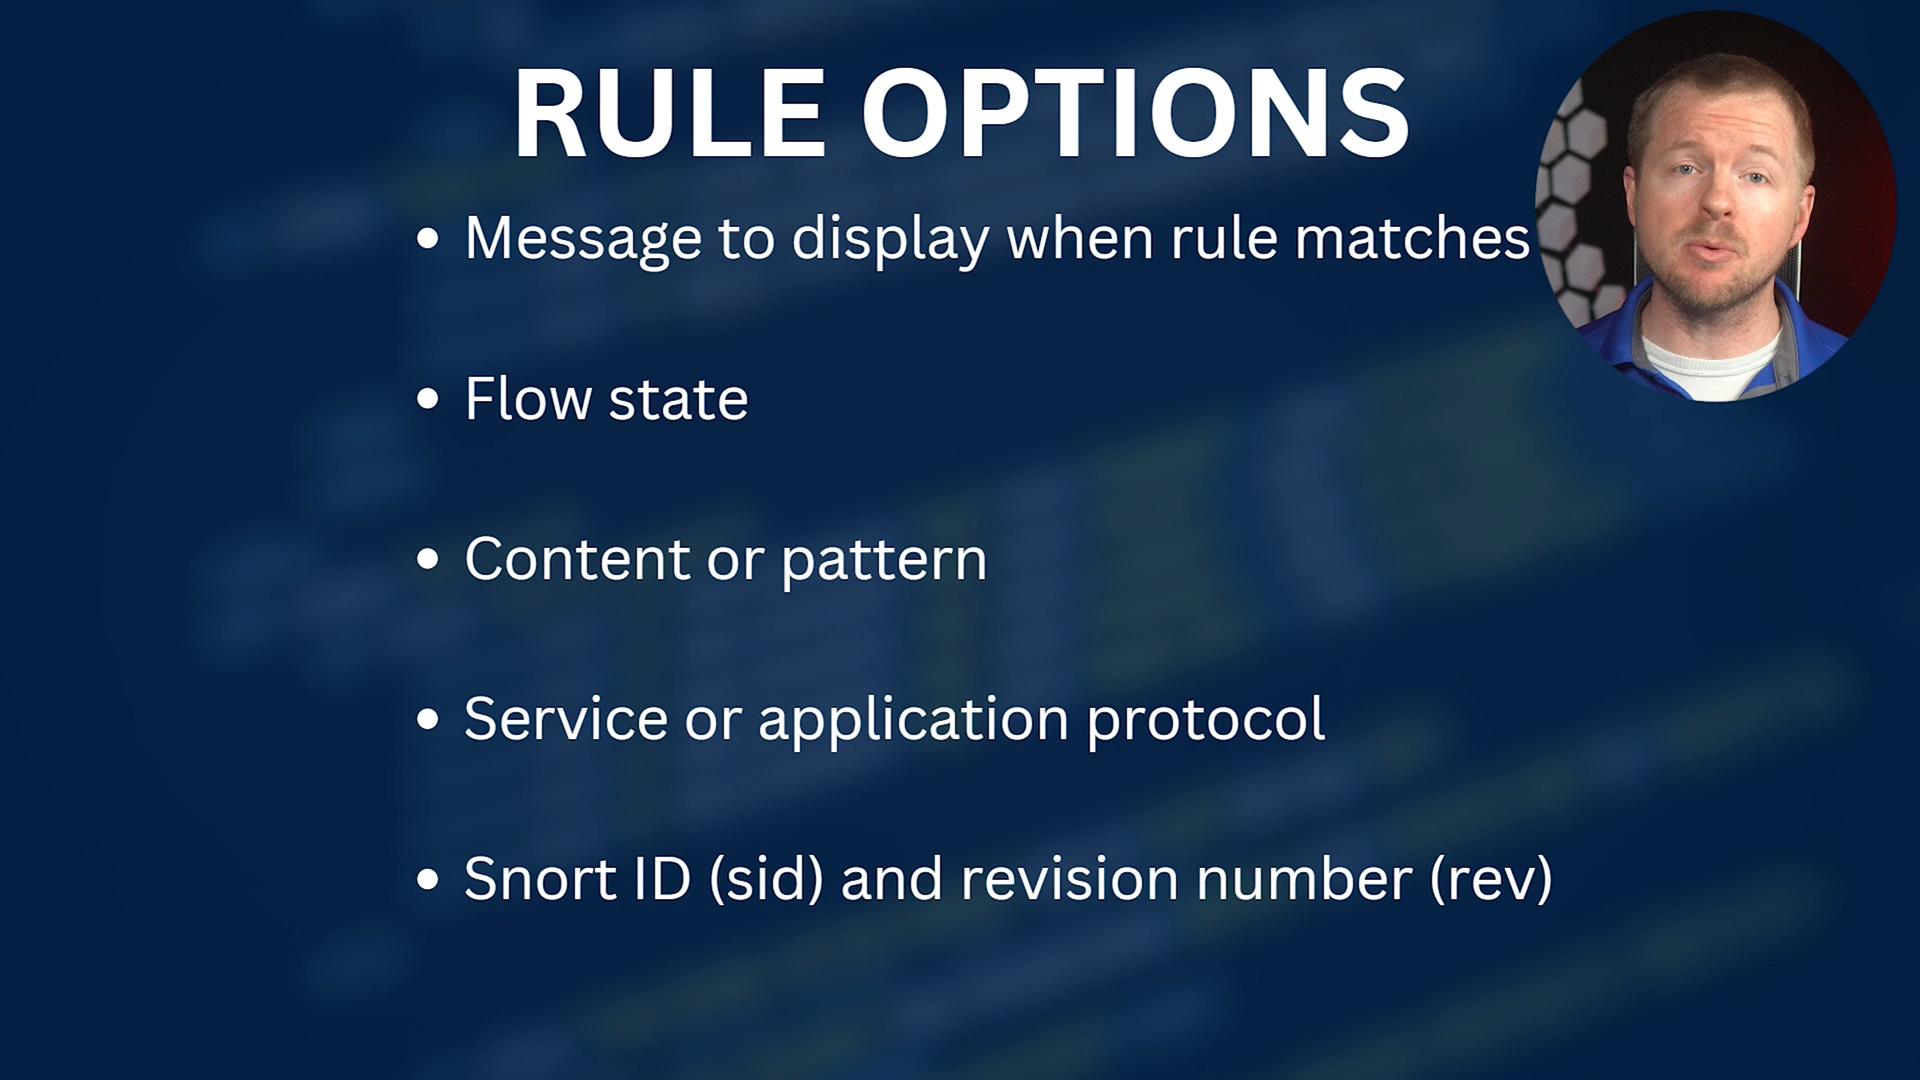 RULE OPTIONS
• Message to display when rule matches
• Flow state
• Content or pattern
• Service or application protocol
• Snort ID (sid) and revision number (rev)